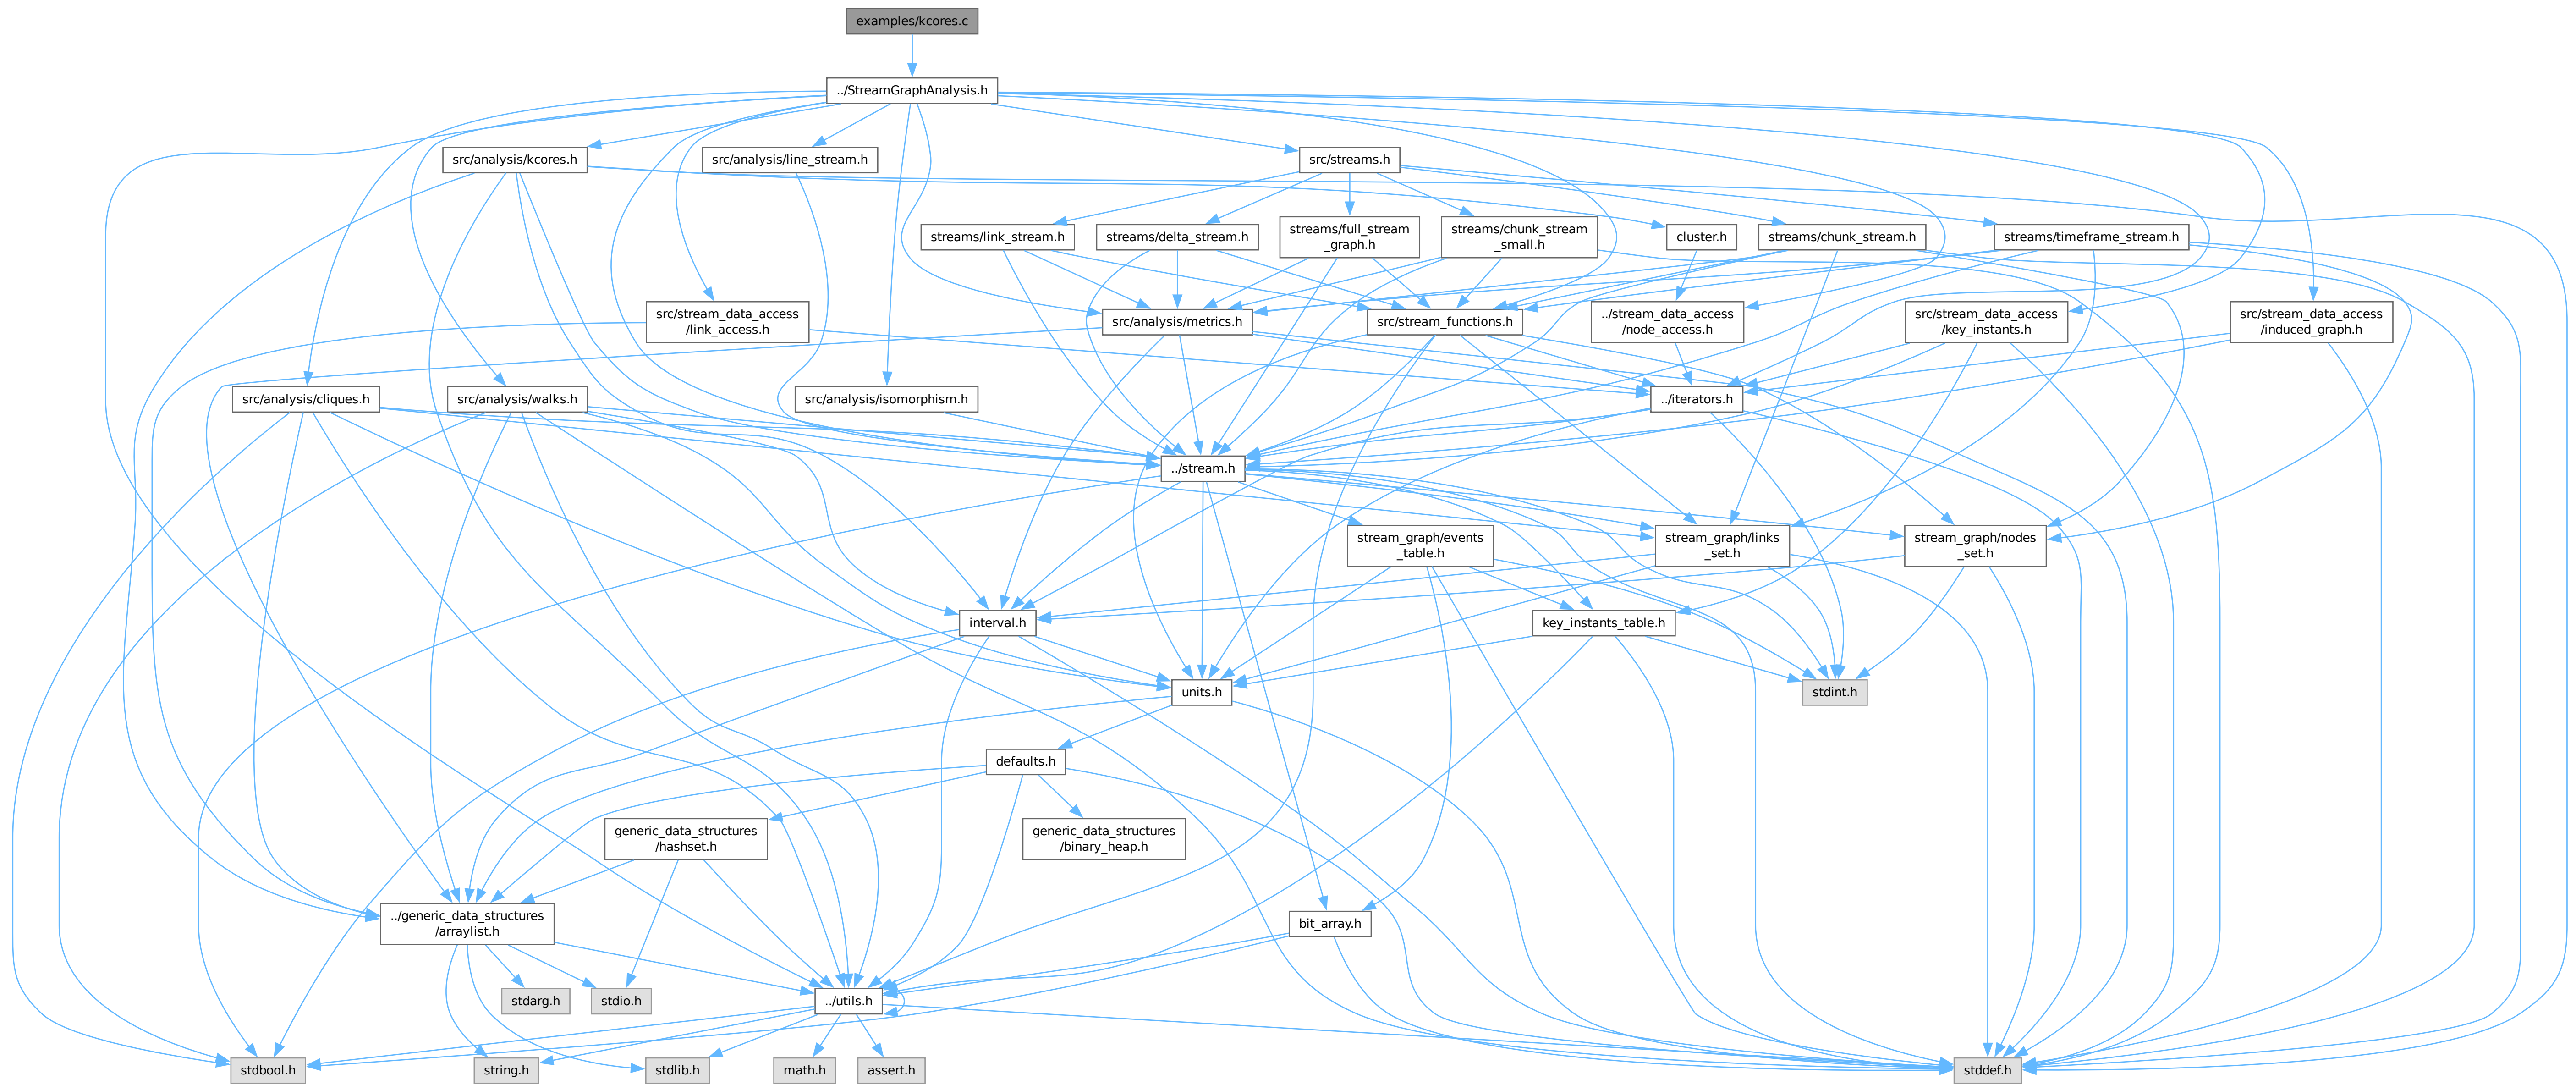 examples/kcores.c
../StreamGraphAnalysis.h
src/analysis/kcores.h
src/analysis/line_stream.h
src/streams.h
streams/link_stream.h
streams/delta_stream.h
streams/full_stream
_graph.h
streams/chunk_stream
_small.h
cluster.h
streams/chunk_stream.h
streams/timeframe_stream.h
src/stream_data_access
/link_access.h
src/analysis/metrics.h
src/stream_functions.h
../stream_data_access
/node_access.h
src/stream_data_access
/key_instants.h
src/stream_data_access
/induced_graph.h
src/analysis/cliques.h
src/analysis/walks.h
src/analysis/isomorphism.h
../iterators.h
../stream.h
stream_graph/events
_table.h
stream_graph/links
_set.h
stream_graph/nodes
_set.h
interval.h
key_instants_table.h
units.h
stdint.h
defaults.h
generic_data_structures
/hashset.h
generic_data_structures
/binary_heap.h
../generic_data_structures
/arraylist.h
bit_array.h
stdarg.h
stdio.h
../utils.h
stdbool.h
string.h
stdlib.h
math.h
assert.h
stddef.h